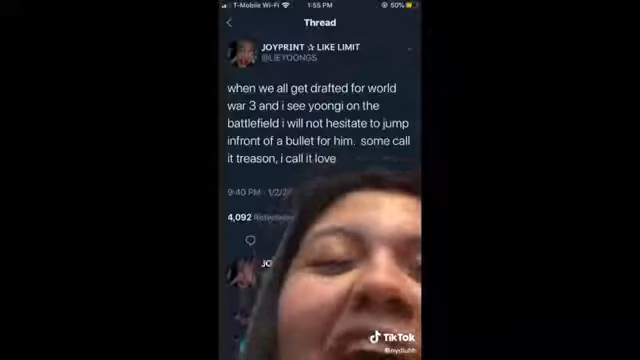 T-Mobile Wi-Fi 1:55 PM 50%
Thread
JOYPRINT ✰ LIKE LIMIT
@LIEYOONGS
when we all get drafted for world
war 3 and i see yoongi on the
battlefield i will not hesitate to jump
infront of a bullet for him. some call
it treason, i call it love
9:40 PM · 1/2/2
4,092 Retweets
TikTok